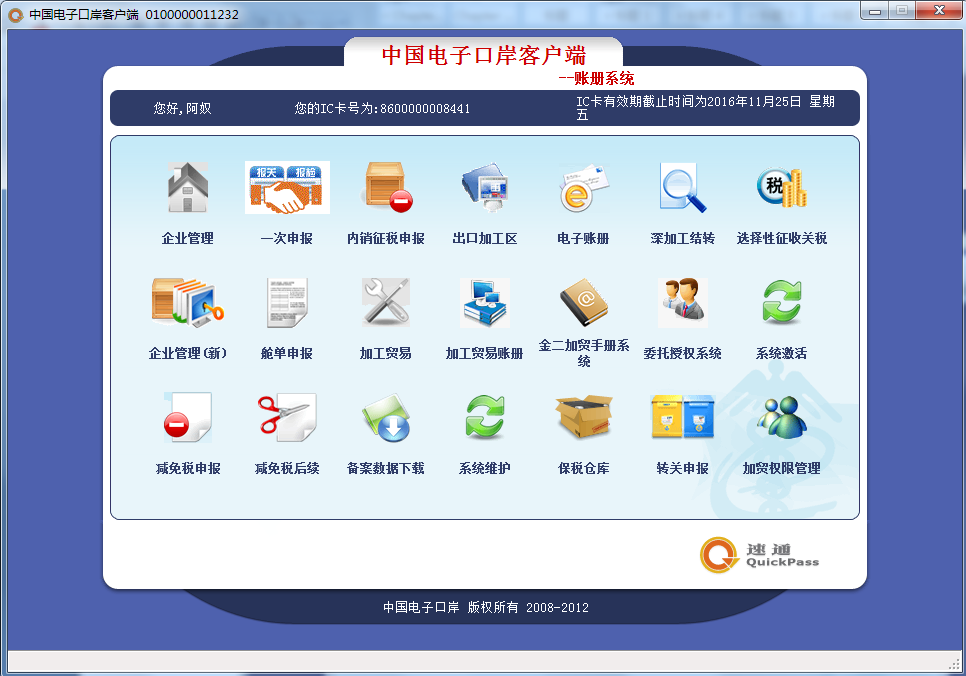 中国电子口岸客户端 0100000011232
中国电子口岸客户端
--账册系统
您好,阿奴
您的IC卡号为:8600000008441
IC卡有效期截止时间为2016年11月25日 星期
五
报关 报检
税
企业管理
一次申报
内销征税申报
出口加工区
电子账册
深加工结转
选择性征收关税
企业管理(新)
舱单申报
加工贸易
加工贸易账册
金二加贸手册系
统
委托授权系统
系统激活
减免税申报
减免税后续
备案数据下载
系统维护
保税仓库
转关申报
加贸权限管理
速通
QuickPass
中国电子口岸 版权所有 2008-2012